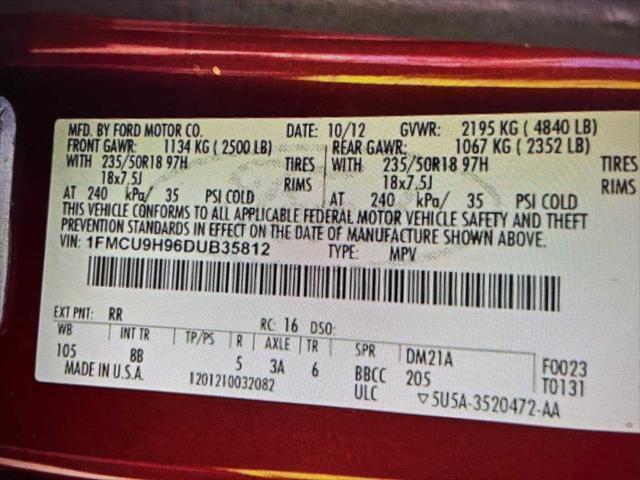 MFD. BY FORD MOTOR CO. DATE: 10/12 GVWR: 2195 KG ( 4840 LB)
FRONT GAWR: 1134 KG ( 2500 LB) REAR GAWR: 1067 KG ( 2352 LB)
WITH 235/50R18 97H TIRES WITH 235/50R18 97H TIRES
18x7.5J RIMS 18x7.5J RIMS
AT 240 kPa/ 35 PSI COLD AT 240 kPa/ 35 PSI COLD
THIS VEHICLE CONFORMS TO ALL APPLICABLE FEDERAL MOTOR VEHICLE SAFETY AND THEFT
PREVENTION STANDARDS IN EFFECT ON THE DATE OF MANUFACTURE SHOWN ABOVE.
VIN: 1FMCU9H96DUB35812 TYPE: MPV
EXT PNT: RR RC: 16 DSO:
WB INT TR TP/PS R AXLE TR SPR DM21A F0023
105 8B 5 3A 6 BBCC 205 T0131
MADE IN U.S.A. 1201210032082 ULC ▽5U5A-3520472-AA